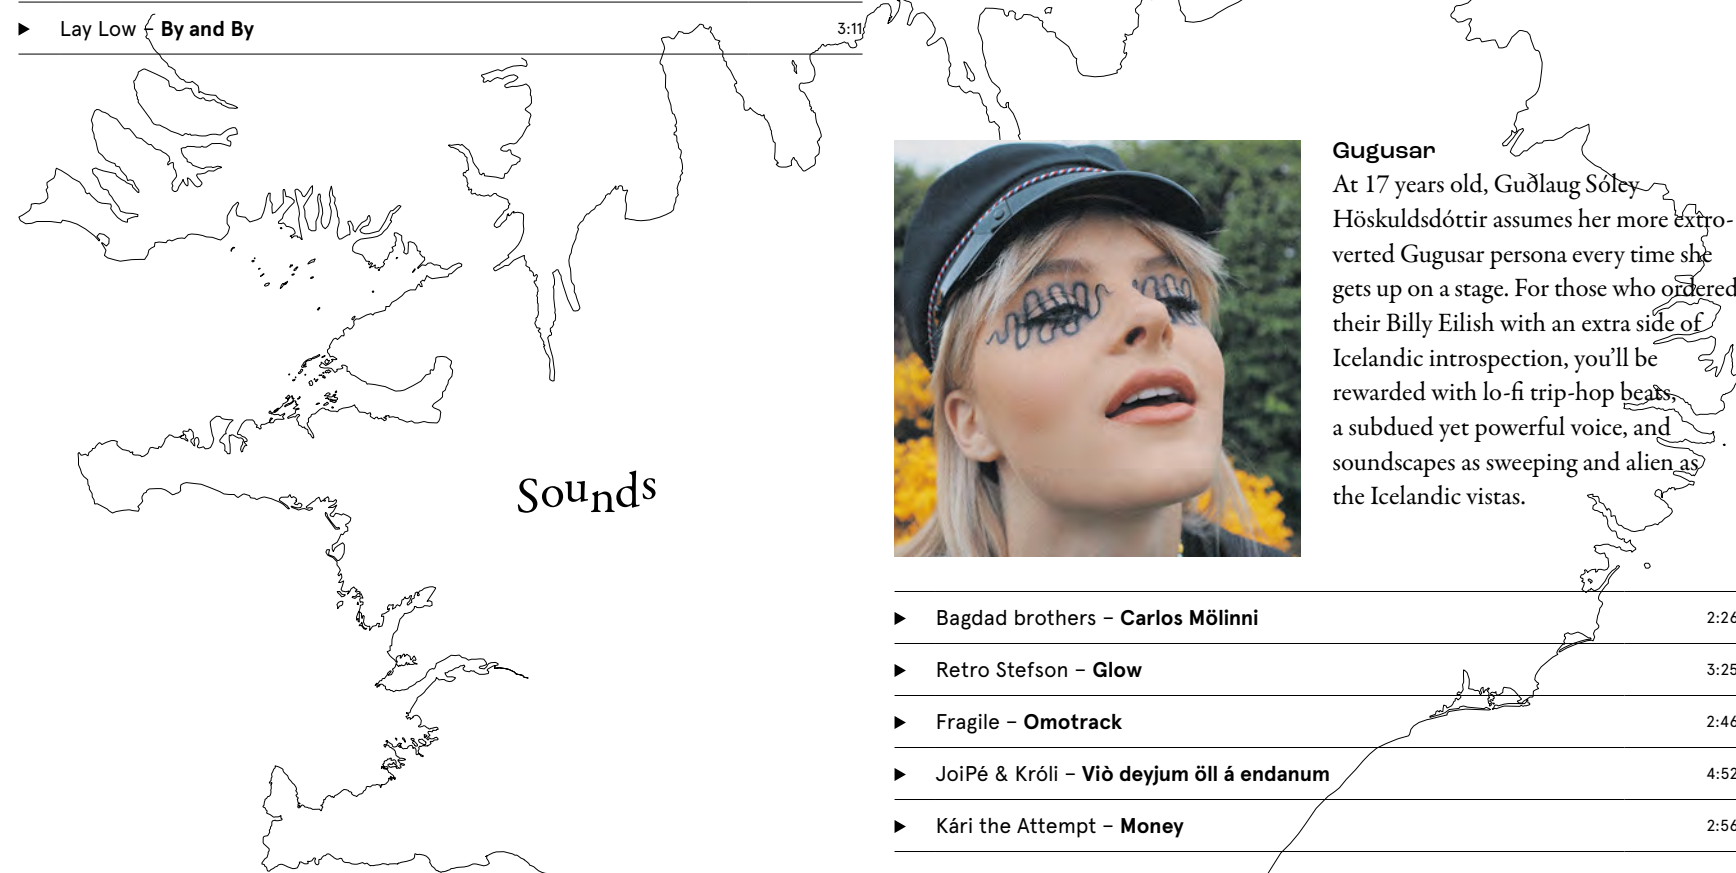 Lay Low – By and By 3:11
Sounds
Gugusar
At 17 years old, Guðlaug Sóley
Höskuldsdóttir assumes her more extro-
verted Gugusar persona every time she
gets up on a stage. For those who ordered
their Billy Eilish with an extra side of
Icelandic introspection, you’ll be
rewarded with lo-fi trip-hop beats,
a subdued yet powerful voice, and
soundscapes as sweeping and alien as
the Icelandic vistas.
Bagdad brothers – Carlos Mölinni 2:26
Retro Stefson – Glow 3:25
Fragile – Omotrack 2:46
JoiPé & Króli – Viò deyjum öll á endanum 4:52
Kári the Attempt – Money 2:56